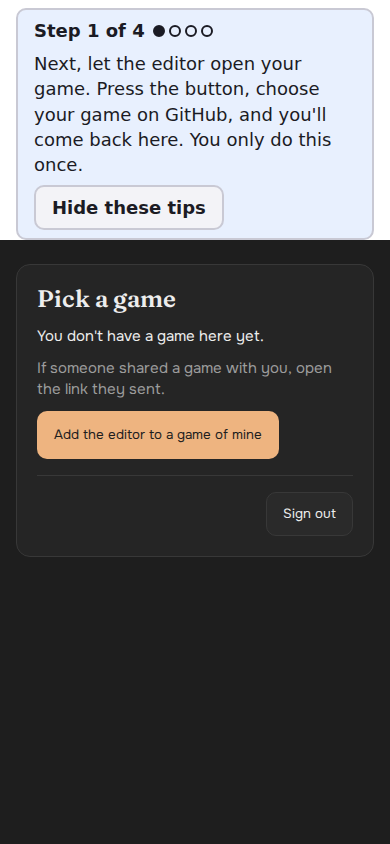 Step 1 of 4
Next, let the editor open your
game. Press the button, choose
your game on GitHub, and you'll
come back here. You only do this
once.
Hide these tips
Pick a game
You don't have a game here yet.
If someone shared a game with you, open
the link they sent.
Add the editor to a game of mine
Sign out